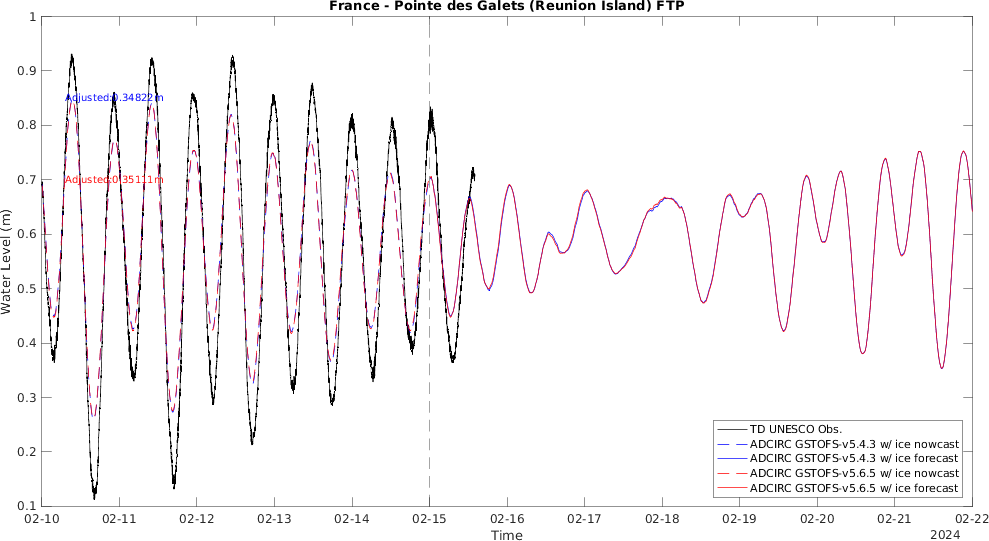 France - Pointe des Galets (Reunion Island) FTP
1
0.9
0.8
0.7
0.6
0.5
0.4
0.3
0.2
0.1
Water Level (m)
Adjusted:0.34822m
Adjusted:0.35111m
TD UNESCO Obs.
ADCIRC GSTOFS-v5.4.3 w/ ice nowcast
ADCIRC GSTOFS-v5.4.3 w/ ice forecast
ADCIRC GSTOFS-v5.6.5 w/ ice nowcast
ADCIRC GSTOFS-v5.6.5 w/ ice forecast
02-10 02-11 02-12 02-13 02-14 02-15 02-16 02-17 02-18 02-19 02-20 02-21 02-22
Time
2024